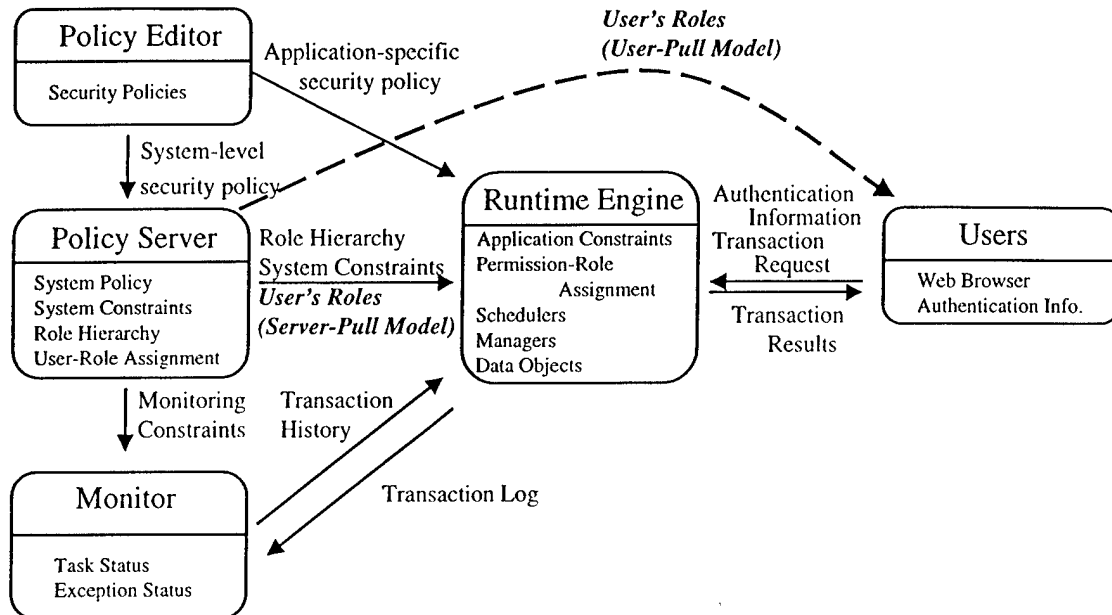 Policy Editor
Security Policies
Application-specific
security policy
User's Roles
(User-Pull Model)
System-level
security policy
Policy Server
System Policy
System Constraints
Role Hierarchy
User-Role Assignment
Role Hierarchy
System Constraints
User's Roles
(Server-Pull Model)
Runtime Engine
Application Constraints
Permission-Role
Assignment
Schedulers
Managers
Data Objects
Authentication
Information
Transaction
Request
Transaction
Results
Users
Web Browser
Authentication Info.
Monitoring
Constraints
Transaction
History
Transaction Log
Monitor
Task Status
Exception Status